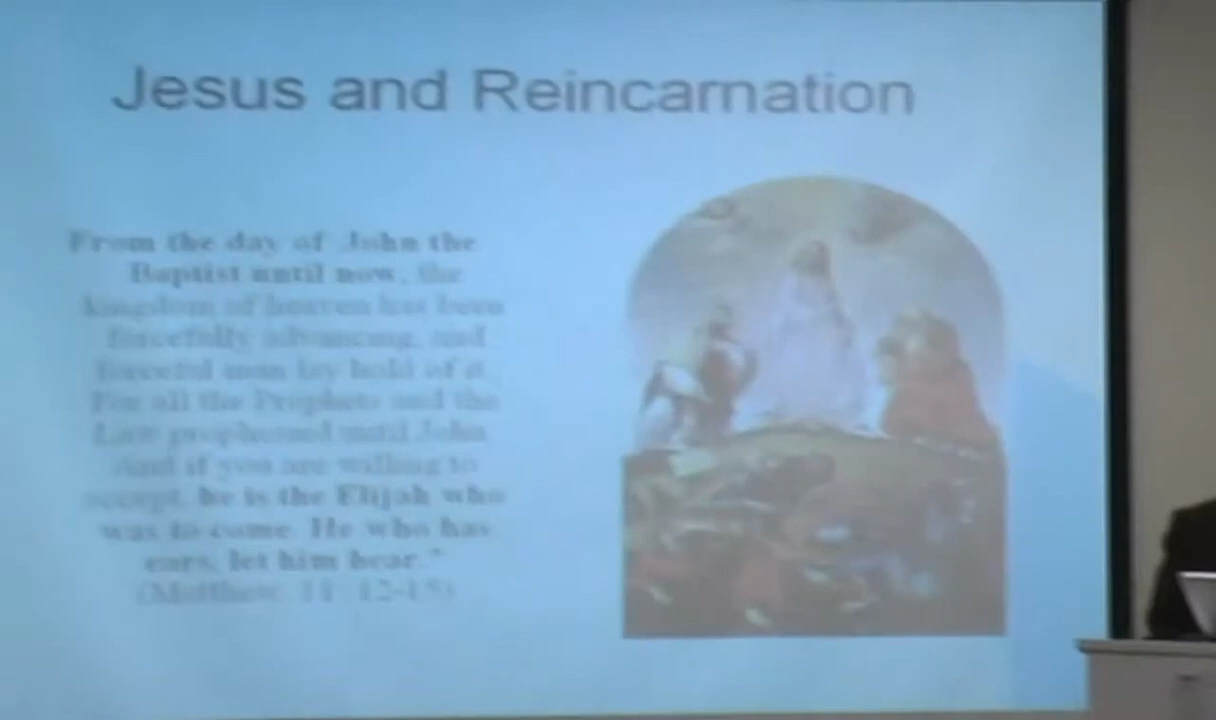 Jesus and Reincarnation
From the day of John the
Baptist until now, the
kingdom of heaven has been
forcefully advancing, and
forceful men lay hold of it.
For all the Prophets and the
Law prophesied until John.
And if you are willing to
accept, he is the Elijah who
was to come. He who has
ears, let him hear."
(Matthew 11: 12-15)